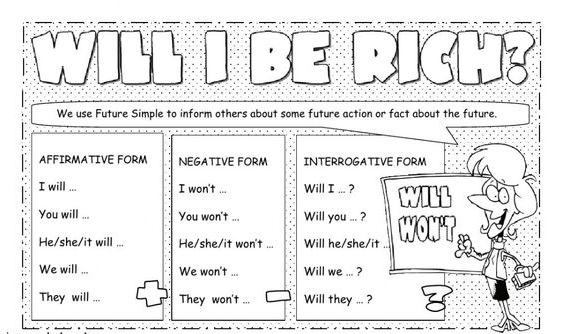 WILL I BE RICH?
We use Future Simple to inform others about some future action or fact about the future.
AFFIRMATIVE FORM
I will ...
You will ...
He/she/it will ...
We will ...
They will ...
NEGATIVE FORM
I won't ...
You won't ...
He/she/it won't ...
We won't ...
They won't ...
INTERROGATIVE FORM
Will I ... ?
Will you ... ?
Will he/she/it ..
Will we ... ?
Will they ... ?
WILL
WON'T
?